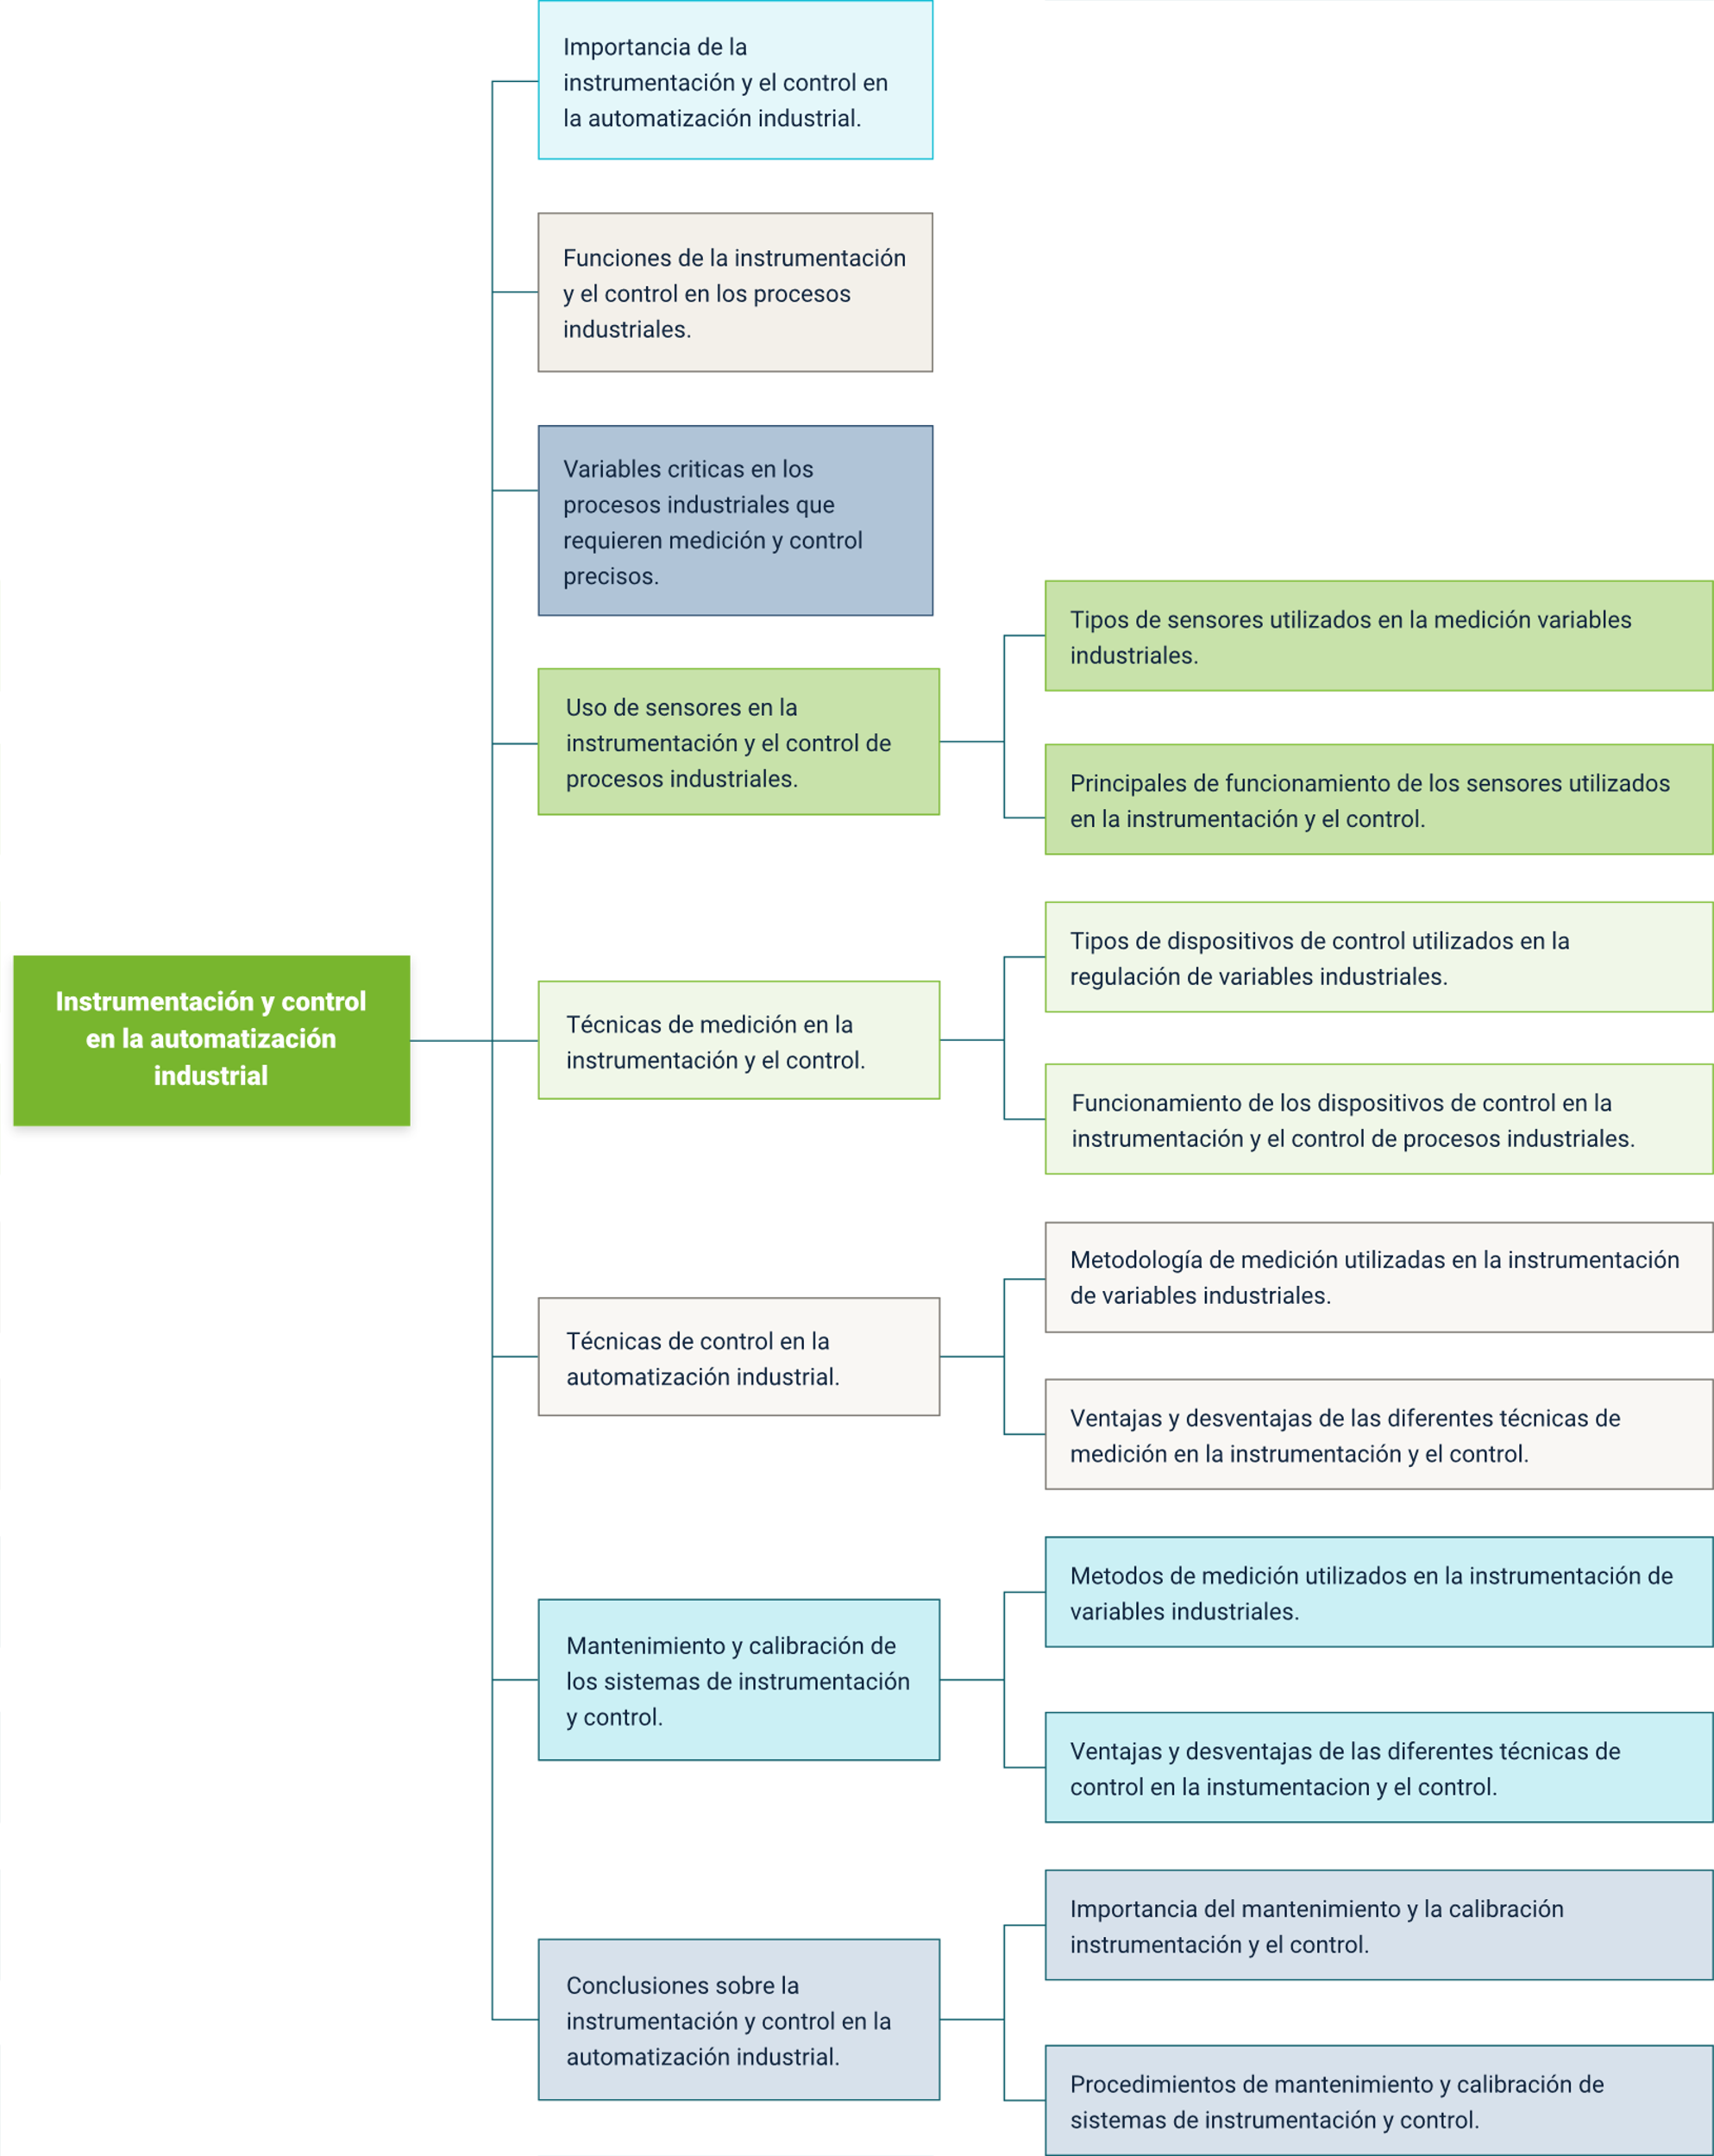 Importancia de la
instrumentación y el control en
la automatización industrial.
Funciones de la instrumentación
y el control en los procesos
industriales.
Variables criticas en los
procesos industriales que
requieren medición y control
precisos.
Uso de sensores en la
instrumentación y el control de
procesos industriales.
Tipos de sensores utilizados en la medición variables
industriales.
Principales de funcionamiento de los sensores utilizados
en la instrumentación y el control.
Instrumentación y control
en la automatización
industrial
Técnicas de medición en la
instrumentación y el control.
Tipos de dispositivos de control utilizados en la
regulación de variables industriales.
Funcionamiento de los dispositivos de control en la
instrumentación y el control de procesos industriales.
Técnicas de control en la
automatización industrial.
Metodología de medición utilizadas en la instrumentación
de variables industriales.
Ventajas y desventajas de las diferentes técnicas de
medición en la instrumentación y el control.
Mantenimiento y calibración de
los sistemas de instrumentación
y control.
Metodos de medición utilizados en la instrumentación de
variables industriales.
Ventajas y desventajas de las diferentes técnicas de
control en la instumentacion y el control.
Conclusiones sobre la
instrumentación y control en la
automatización industrial.
Importancia del mantenimiento y la calibración
instrumentación y el control.
Procedimientos de mantenimiento y calibración de
sistemas de instrumentación y control.